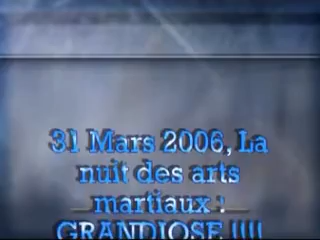 31 Mars 2006, La
nuit des arts
martiaux :
GRANDIOSE !!!!